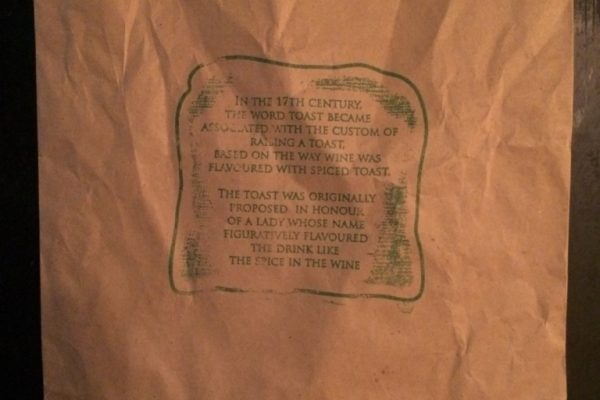 IN THE 17TH CENTURY,
THE WORD TOAST BECAME
ASSOCIATED WITH THE CUSTOM OF
RAISING A TOAST,
BASED ON THE WAY WINE WAS
FLAVOURED WITH SPICED TOAST.
THE TOAST WAS ORIGINALLY
PROPOSED IN HONOUR
OF A LADY WHOSE NAME
FIGURATIVELY FLAVOURED
THE DRINK LIKE
THE SPICE IN THE WINE